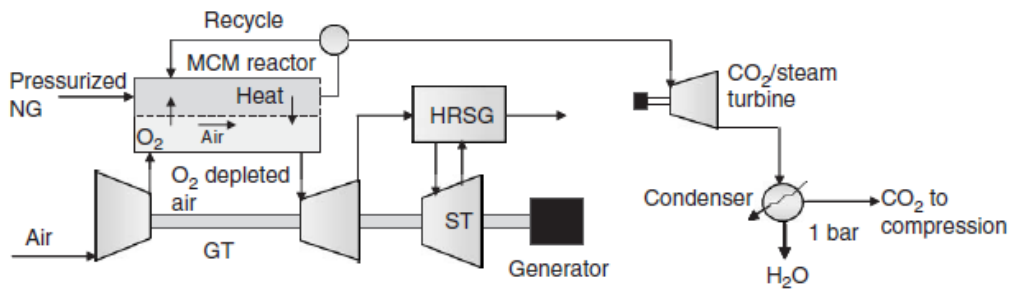 Recycle
MCM reactor
Pressurized
NG
Heat
O₂
Air
HRSG
CO₂/steam
turbine
O₂ depleted
air
Air
GT
ST
Generator
Condenser
CO₂ to
compression
1 bar
H₂O